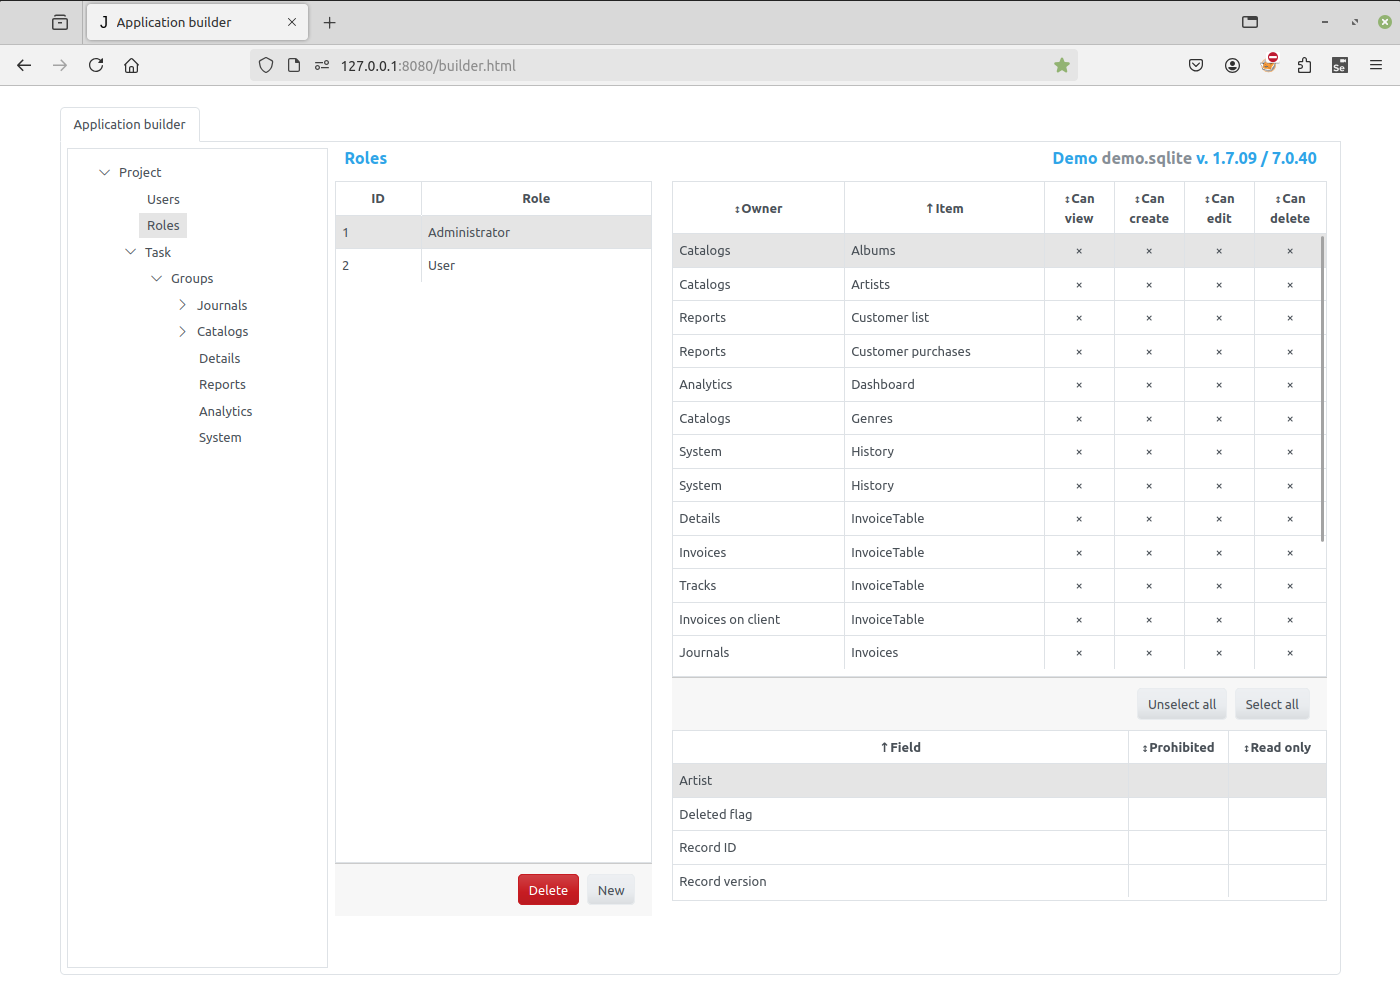 J Application builder
127.0.0.1:8080/builder.html
Se
Application builder
Project
Users
Roles
Task
Groups
Journals
Catalogs
Details
Reports
Analytics
System
Roles
Demo demo.sqlite v. 1.7.09 / 7.0.40
ID Role
1 Administrator
2 User
Delete New
↕Owner ↑Item ↕Can view ↕Can create ↕Can edit ↕Can delete
Catalogs Albums × × × ×
Catalogs Artists × × × ×
Reports Customer list × × × ×
Reports Customer purchases × × × ×
Analytics Dashboard × × × ×
Catalogs Genres × × × ×
System History × × × ×
System History × × × ×
Details InvoiceTable × × × ×
Invoices InvoiceTable × × × ×
Tracks InvoiceTable × × × ×
Invoices on client InvoiceTable × × × ×
Journals Invoices × × × ×
Unselect all Select all
↑Field ↕Prohibited ↕Read only
Artist
Deleted flag
Record ID
Record version